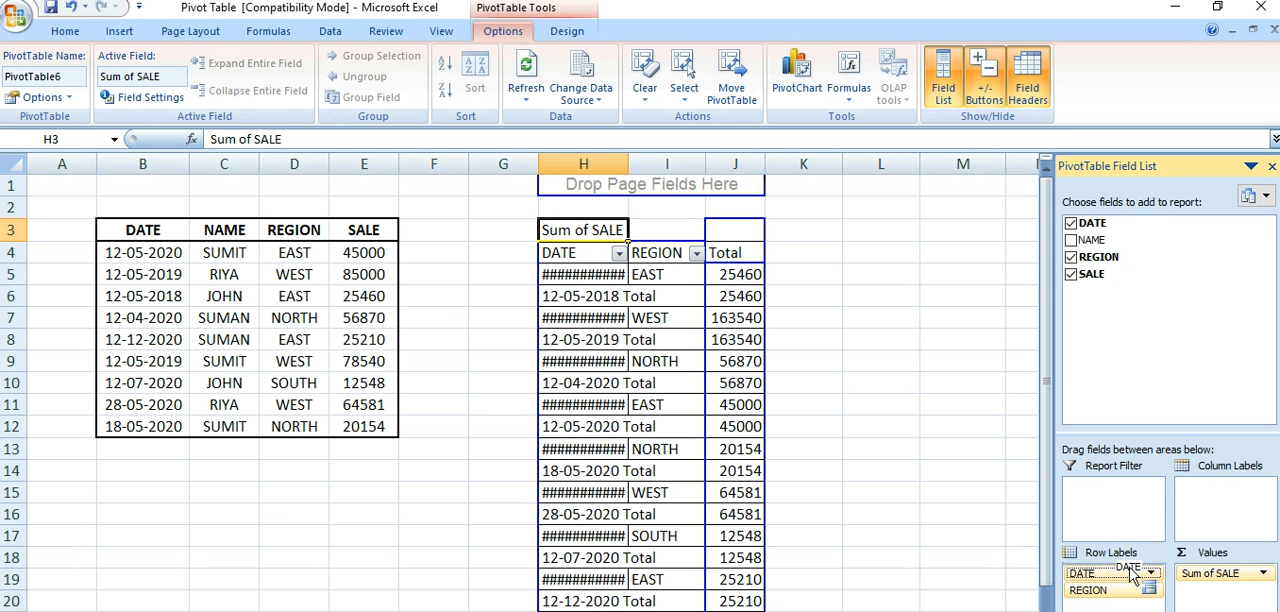 Pivot Table [Compatibility Mode] - Microsoft Excel
PivotTable Tools
Home Insert Page Layout Formulas Data Review View Options Design
PivotTable Name: Active Field:
PivotTable6 Sum of SALE
Options Field Settings
Expand Entire Field
Collapse Entire Field
Group Selection
Ungroup
Group Field
Sort
Refresh Change Data Source
Clear Select Move PivotTable
PivotChart Formulas OLAP tools
Field List +/- Buttons Field Headers
PivotTable Active Field Group Sort Data Actions Tools Show/Hide
H3 fx Sum of SALE
A B C D E F G H I J K L M
1 Drop Page Fields Here
2
3 DATE NAME REGION SALE Sum of SALE
4 12-05-2020 SUMIT EAST 45000 DATE REGION Total
5 12-05-2019 RIYA WEST 85000 ########### EAST 25460
6 12-05-2018 JOHN EAST 25460 12-05-2018 Total 25460
7 12-04-2020 SUMAN NORTH 56870 ########### WEST 163540
8 12-12-2020 SUMAN EAST 25210 12-05-2019 Total 163540
9 12-05-2019 SUMIT WEST 78540 ########### NORTH 56870
10 12-07-2020 JOHN SOUTH 12548 12-04-2020 Total 56870
11 28-05-2020 RIYA WEST 64581 ########### EAST 45000
12 18-05-2020 SUMIT NORTH 20154 12-05-2020 Total 45000
13 ########### NORTH 20154
14 18-05-2020 Total 20154
15 ########### WEST 64581
16 28-05-2020 Total 64581
17 ########### SOUTH 12548
18 12-07-2020 Total 12548
19 ########### EAST 25210
20 12-12-2020 Total 25210
PivotTable Field List
Choose fields to add to report:
DATE
NAME
REGION
SALE
Drag fields between areas below:
Report Filter Column Labels
Row Labels Σ Values
DATE DATE Sum of SALE
REGION